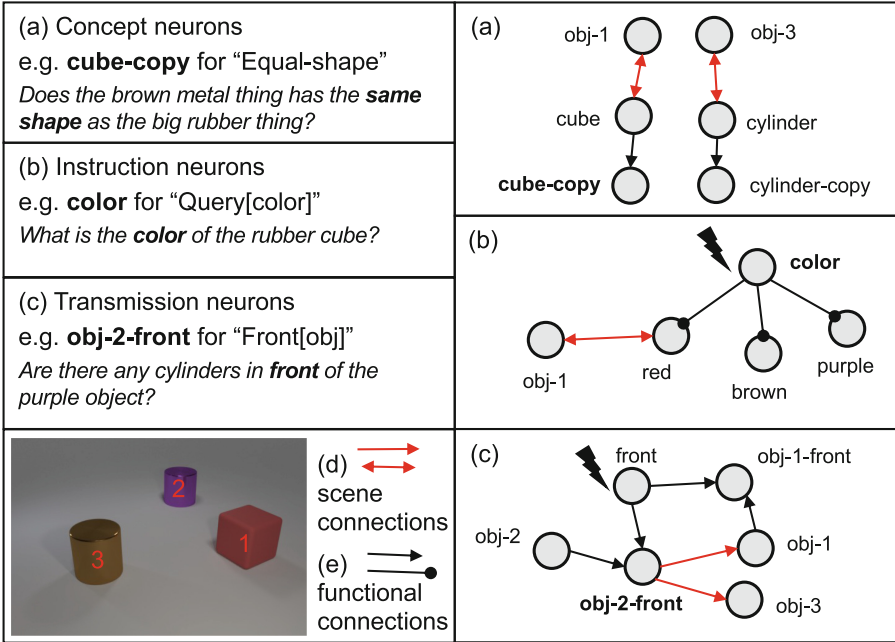 (a) Concept neurons
e.g. cube-copy for “Equal-shape”
Does the brown metal thing has the same
shape as the big rubber thing?
(b) Instruction neurons
e.g. color for “Query[color]”
What is the color of the rubber cube?
(c) Transmission neurons
e.g. obj-2-front for “Front[obj]”
Are there any cylinders in front of the
purple object?
2
1
3
(d)
scene
connections
(e)
functional
connections
(a)
obj-1
obj-3
cube
cylinder
cube-copy
cylinder-copy
(b)
color
obj-1
red
brown
purple
(c)
front
obj-1-front
obj-2
obj-1
obj-2-front
obj-3